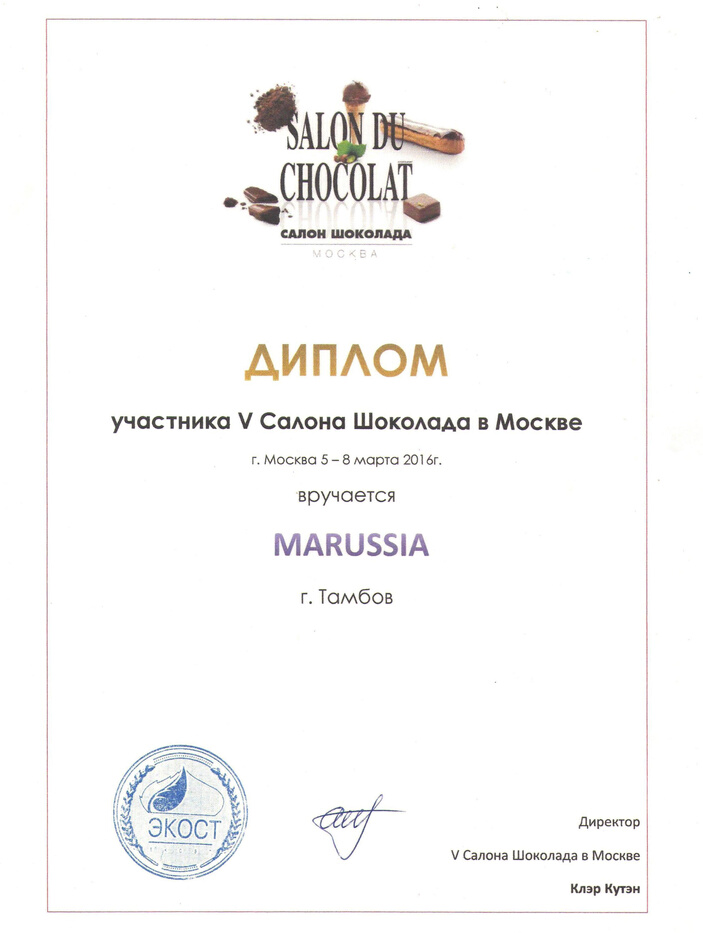 SALON DU
CHOCOLAT
САЛОН ШОКОЛАДА
МОСКВА
ДИПЛОМ
участника V Салона Шоколада в Москве
г. Москва 5 – 8 марта 2016г.
вручается
MARUSSIA
г. Тамбов
ЭКОСТ
Директор
V Салона Шоколада в Москве
Клэр Кутэн